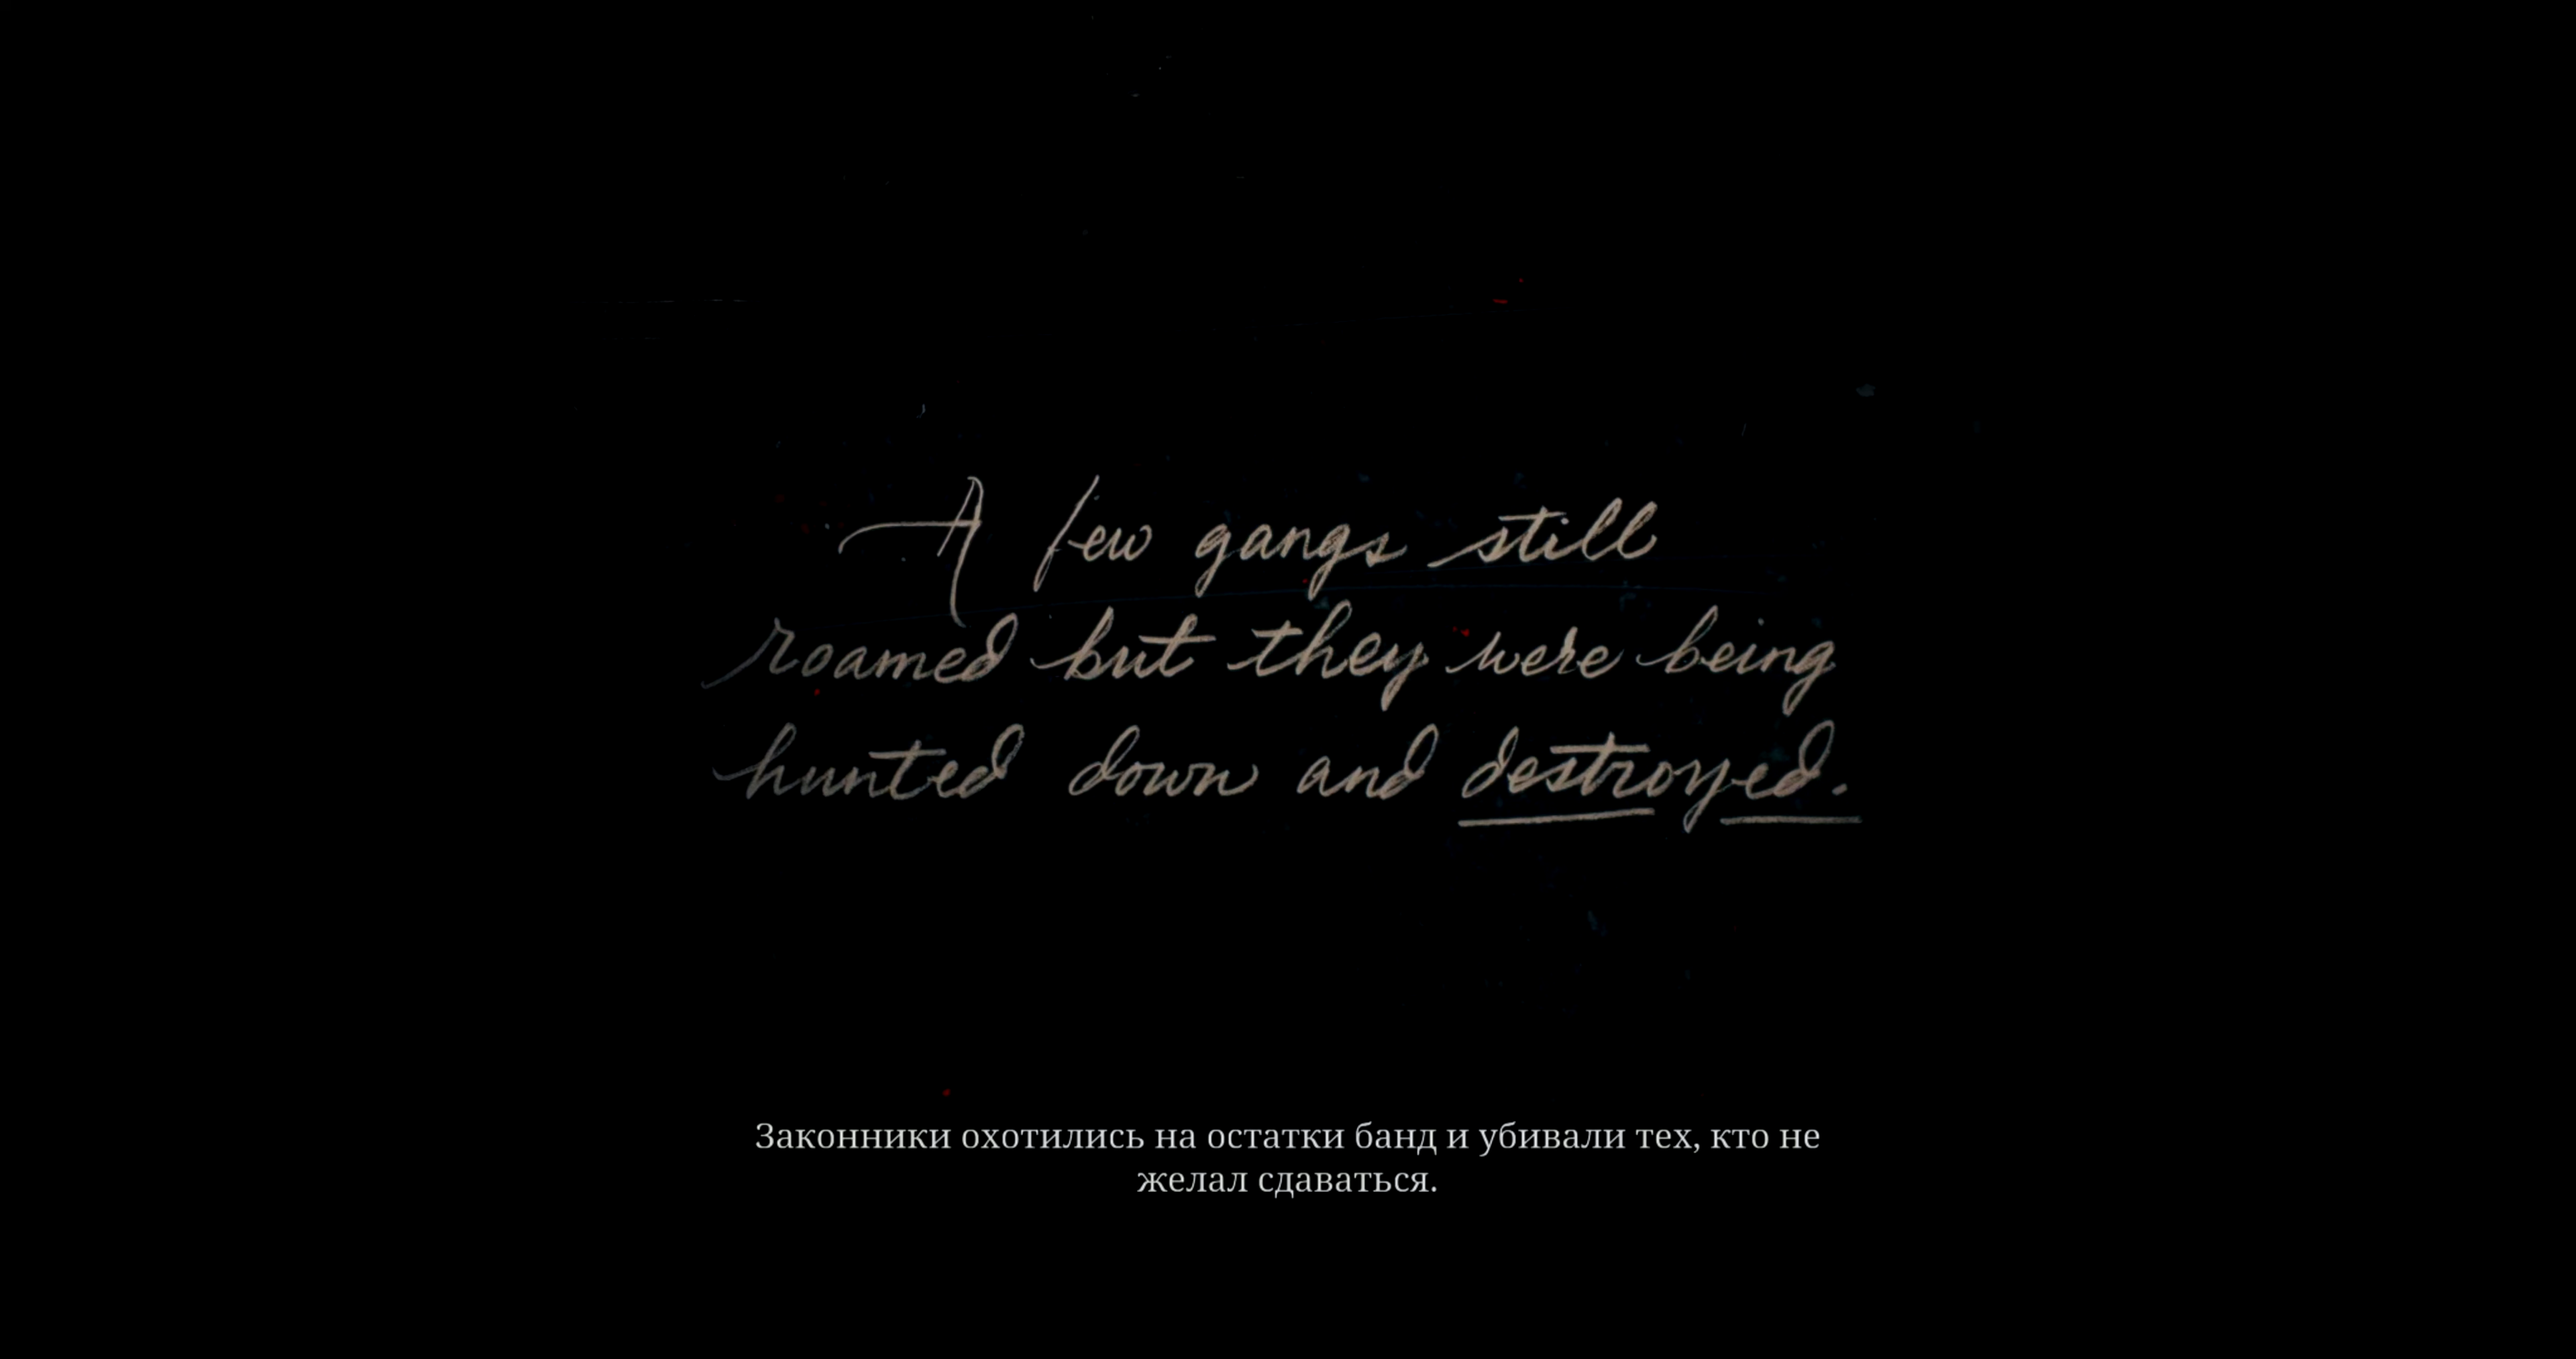 A few gangs still
roamed but they were being
hunted down and destroyed.
Законники охотились на остатки банд и убивали тех, кто не
желал сдаваться.